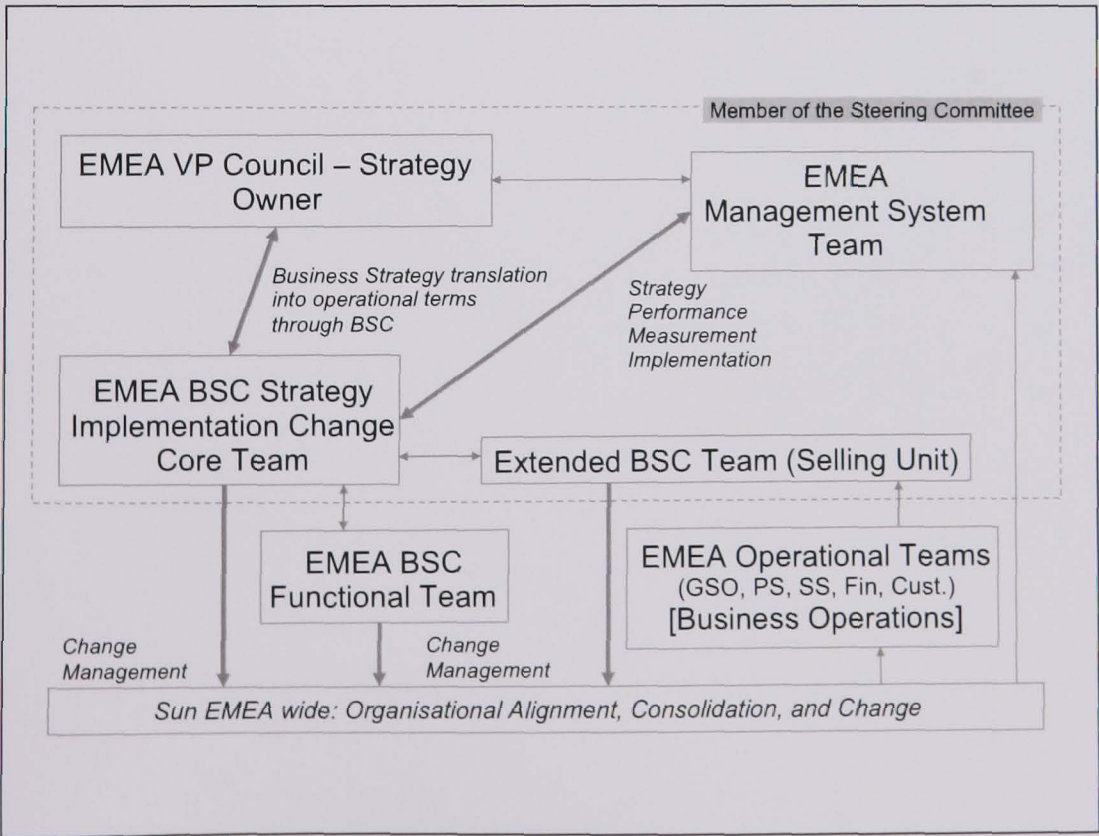 Member of the Steering Committee
EMEA VP Council – Strategy
Owner
EMEA
Management System
Team
Business Strategy translation
into operational terms
through BSC
Strategy
Performance
Measurement
Implementation
EMEA BSC Strategy
Implementation Change
Core Team
Extended BSC Team (Selling Unit)
EMEA BSC
Functional Team
EMEA Operational Teams
(GSO, PS, SS, Fin, Cust.)
[Business Operations]
Change
Management
Change
Management
Sun EMEA wide: Organisational Alignment, Consolidation, and Change